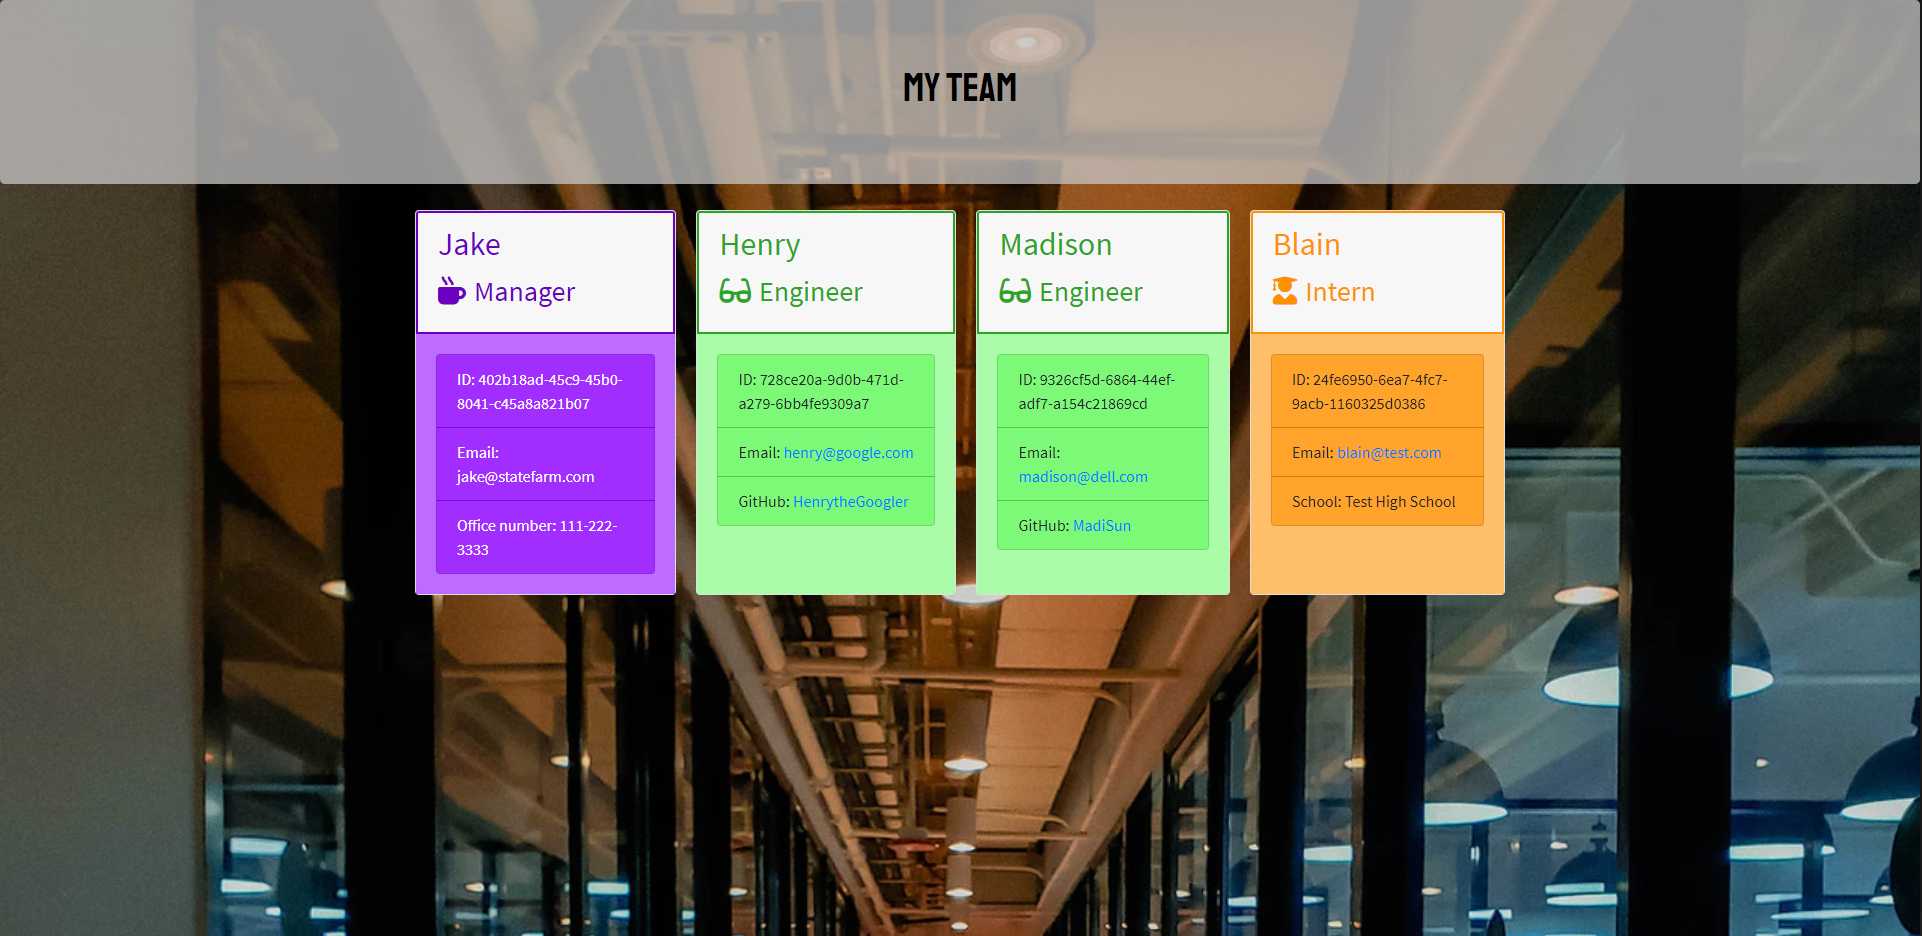 MY TEAM
Jake
Manager
ID: 402b18ad-45c9-45b0-
8041-c45a8a821b07
Email:
jake@statefarm.com
Office number: 111-222-
3333
Henry
Engineer
ID: 728ce20a-9d0b-471d-
a279-6bb4fe9309a7
Email: henry@google.com
GitHub: HenrytheGoogler
Madison
Engineer
ID: 9326cf5d-6864-44ef-
adf7-a154c21869cd
Email:
madison@dell.com
GitHub: MadiSun
Blain
Intern
ID: 24fe6950-6ea7-4fc7-
9acb-1160325d0386
Email: blain@test.com
School: Test High School